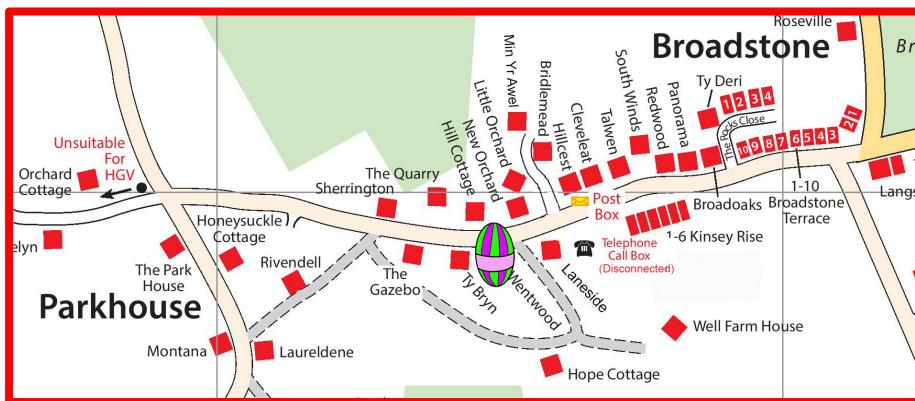 Roseville
Broadstone
Br
Min Yr Awel
Bridlemead
Little Orchard
New Orchard
Hill Cottage
Hillcest
Cleveleat
Talwen
South Winds
Redwood
Panorama
Ty Deri
1 2 3 4
The Rocks Close
10 9 8 7 6 5 4 3
2 1
Unsuitable
For
HGV
Orchard
Cottage
The Quarry
Sherrington
Post
Box
Broadoaks
1-10
Broadstone
Terrace
Langs
Honeysuckle
Cottage
1-6 Kinsey Rise
Telephone
Call Box
(Disconnected)
elyn
The Park
House
Rivendell
The
Gazebo
Ty Bryn
Wentwood
Laneside
Parkhouse
Well Farm House
Montana
Laureldene
Hope Cottage